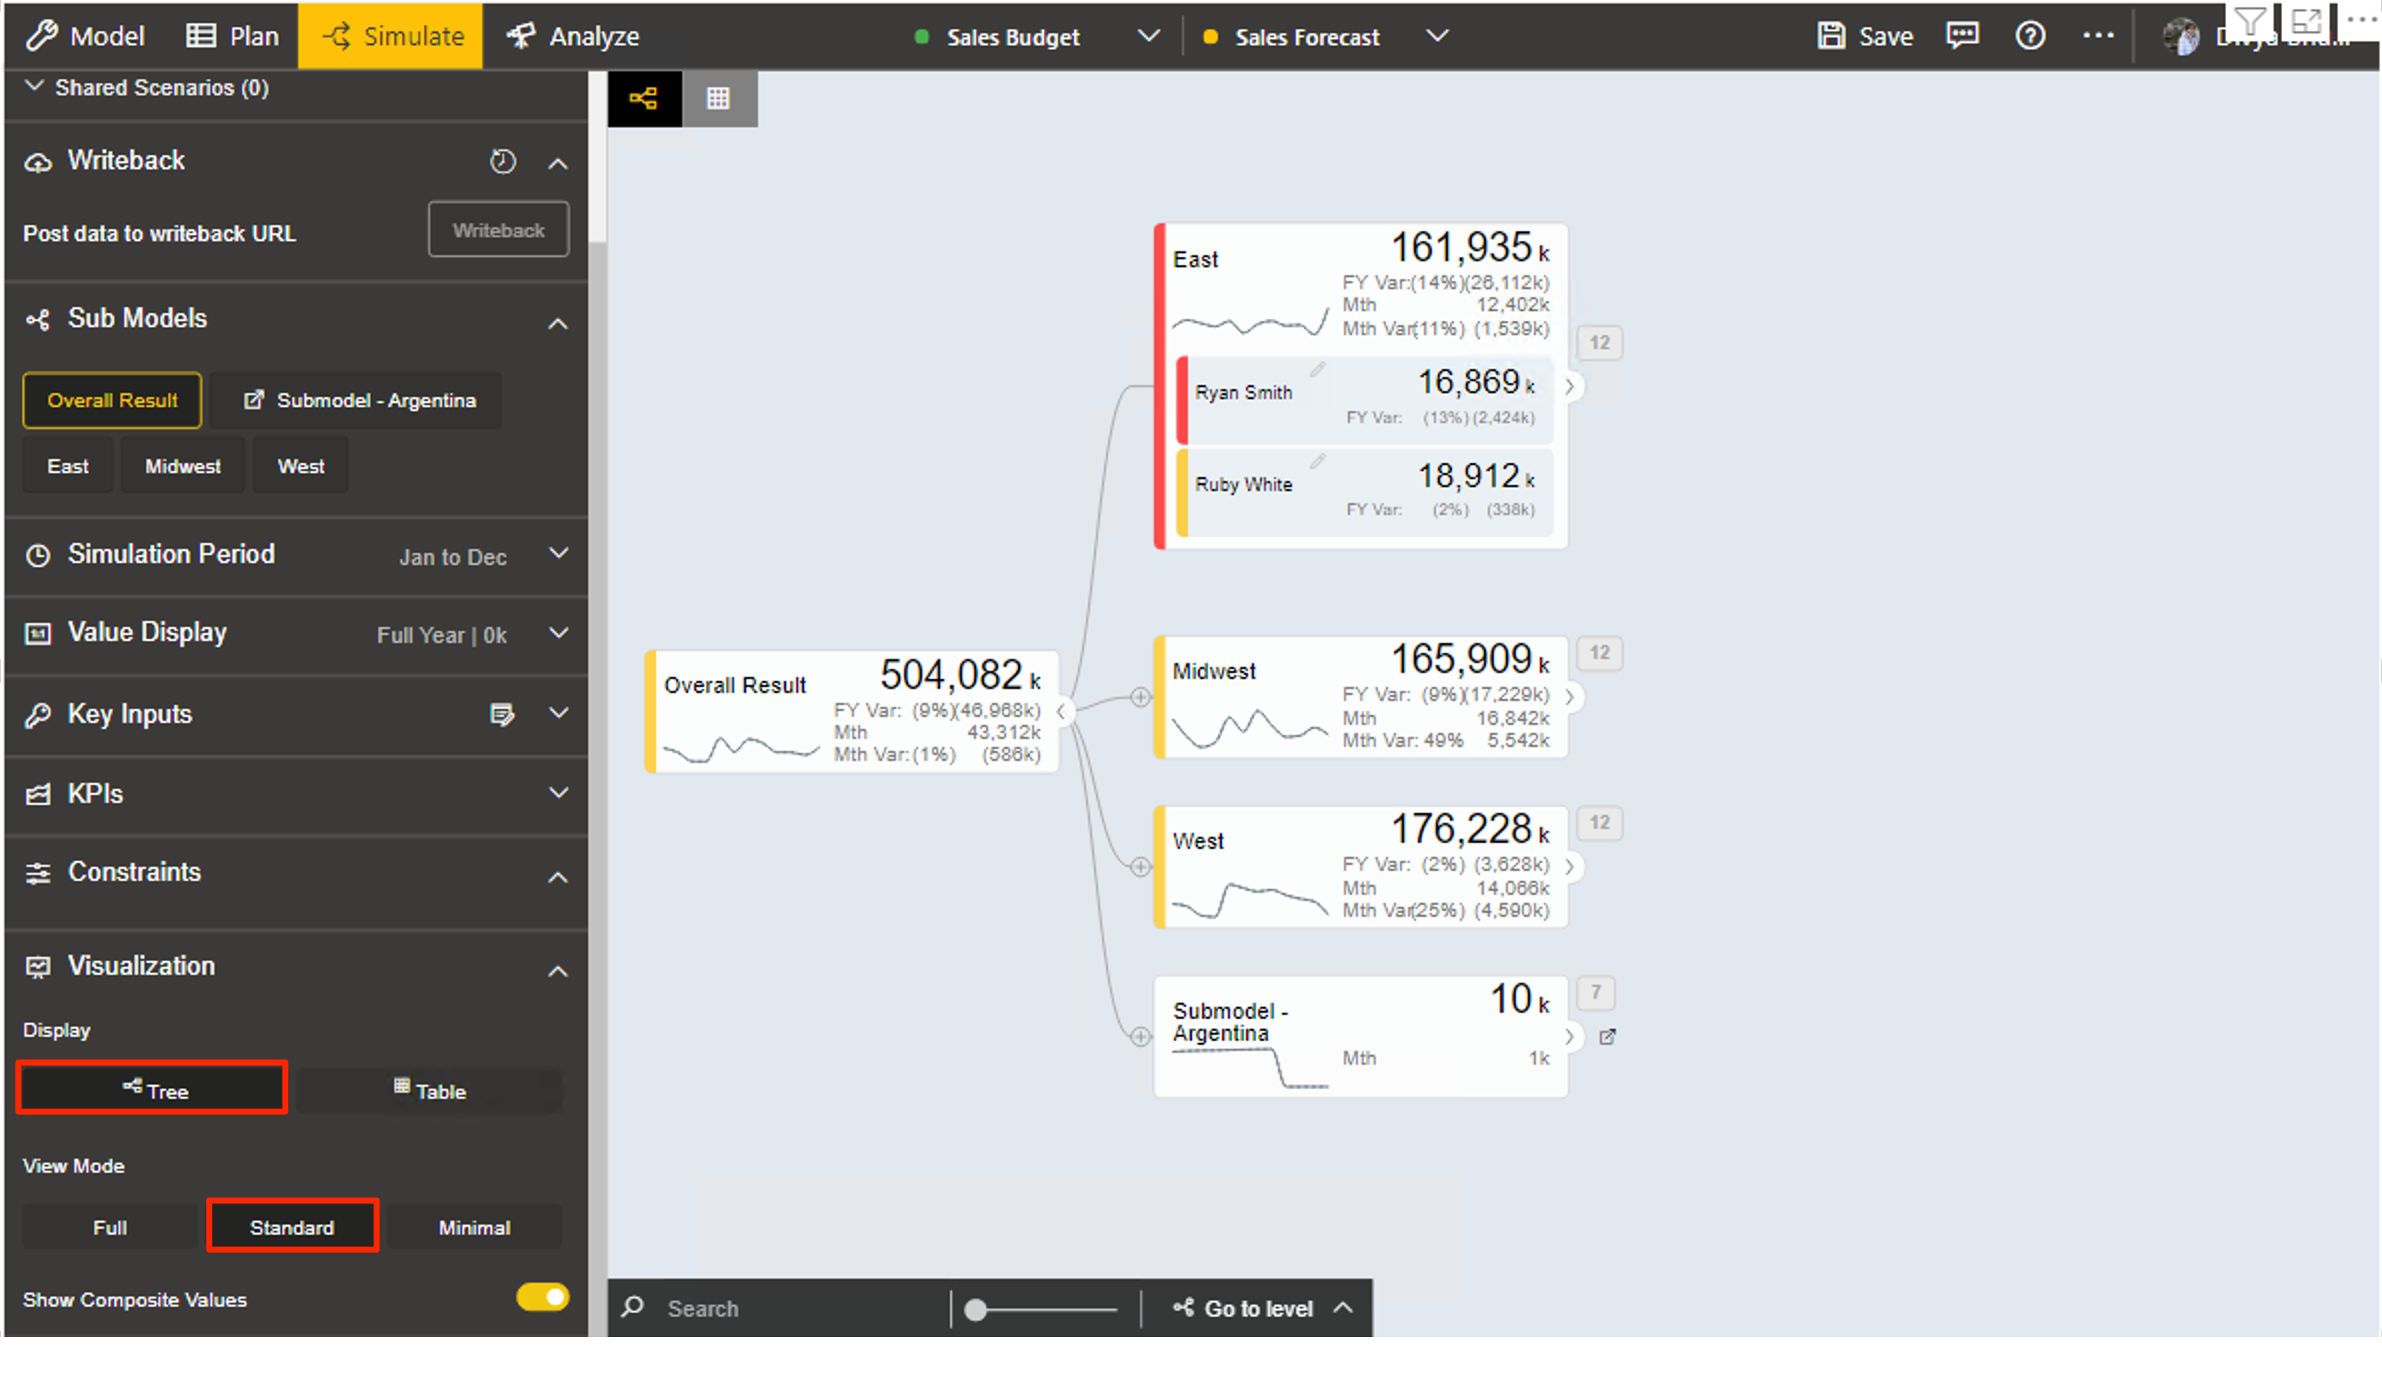 Model
Plan
Simulate
Analyze
Sales Budget
Sales Forecast
Save
Shared Scenarios (0)
Writeback
Post data to writeback URL
Writeback
Sub Models
Overall Result
Submodel - Argentina
East
Midwest
West
Simulation Period
Jan to Dec
Value Display
Full Year | 0k
Key Inputs
KPIs
Constraints
Visualization
Display
Tree
Table
View Mode
Full
Standard
Minimal
Show Composite Values
Overall Result
504,082 k
FY Var: (9%)(46,968k)
Mth 43,312k
Mth Var:(1%) (586k)
East
161,935 k
FY Var:(14%)(26,112k)
Mth 12,402k
Mth Var(11%) (1,539k)
12
Ryan Smith
16,869 k
FY Var: (13%) (2,424k)
Ruby White
18,912 k
FY Var: (2%) (338k)
Midwest
165,909 k
FY Var: (9%)(17,229k)
Mth 16,842k
Mth Var: 49% 5,542k
12
West
176,228 k
FY Var: (2%) (3,628k)
Mth 14,066k
Mth Var(25%) (4,590k)
12
Submodel -
Argentina
10 k
Mth 1k
7
Search
Go to level